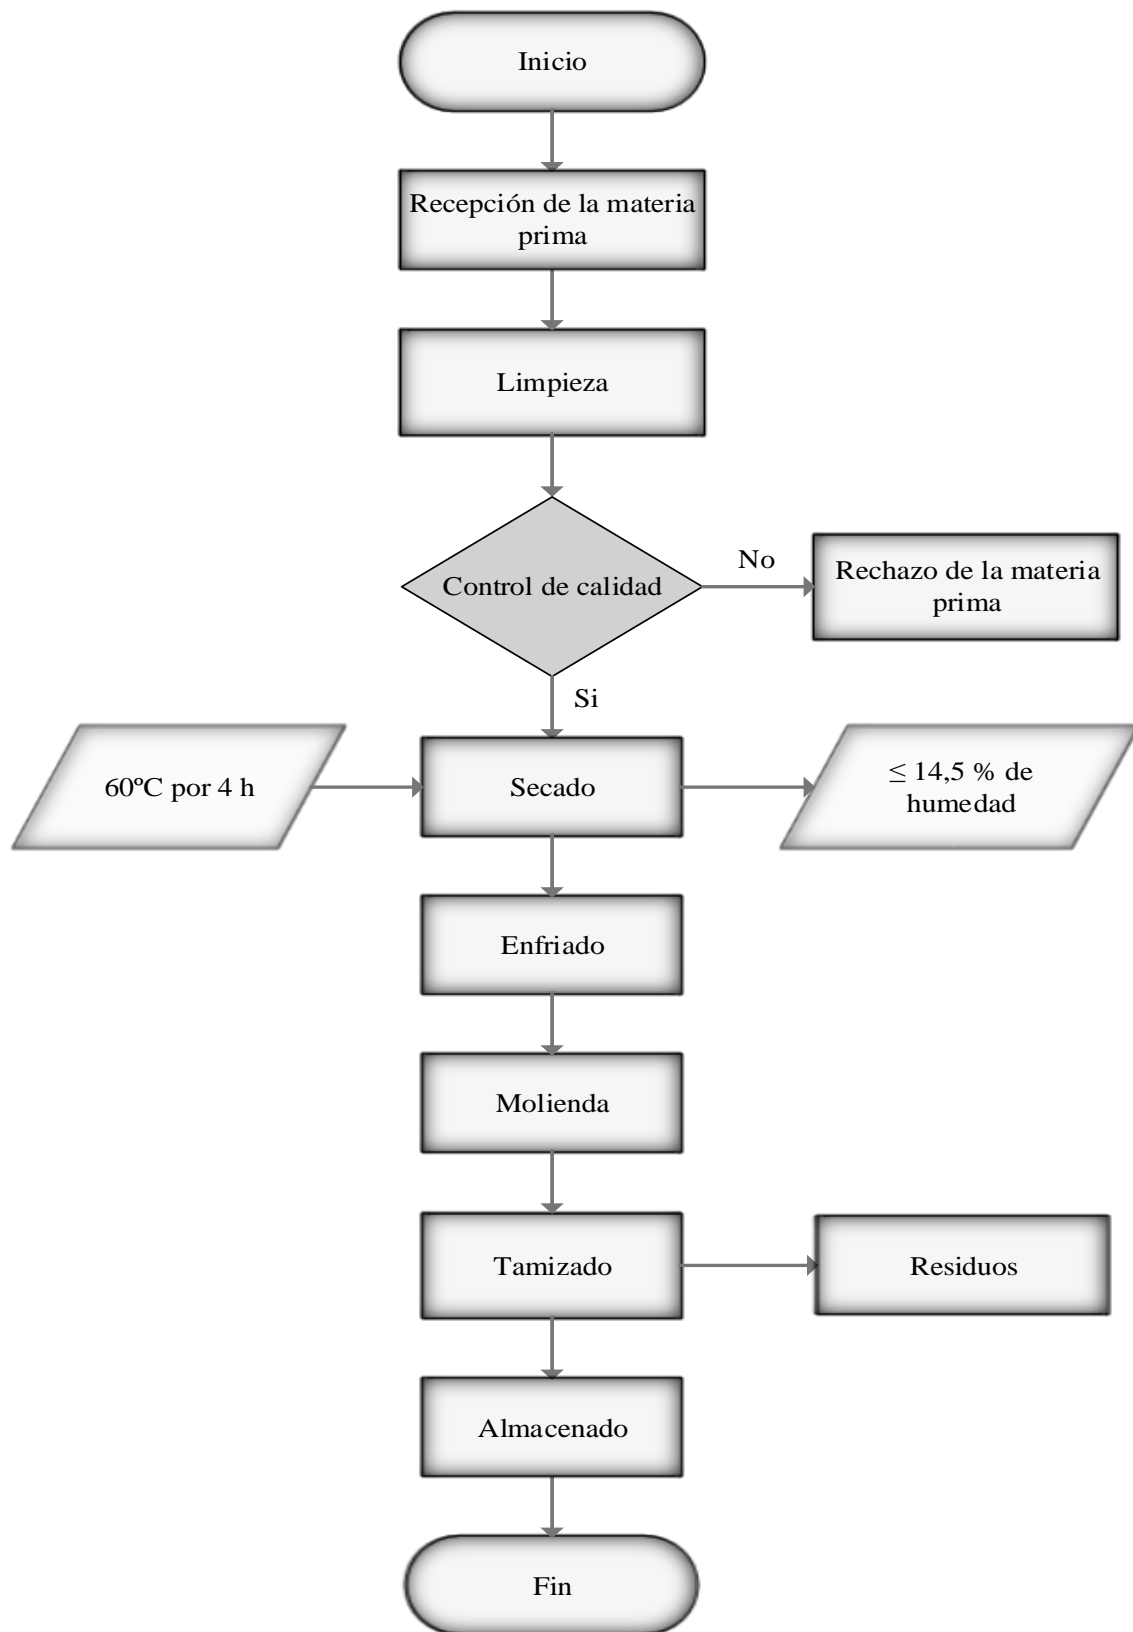 Inicio
Recepción de la materia
prima
Limpieza
Control de calidad
No
Rechazo de la materia
prima
Si
60ºC por 4 h
Secado
≤ 14,5 % de
humedad
Enfriado
Molienda
Tamizado
Residuos
Almacenado
Fin